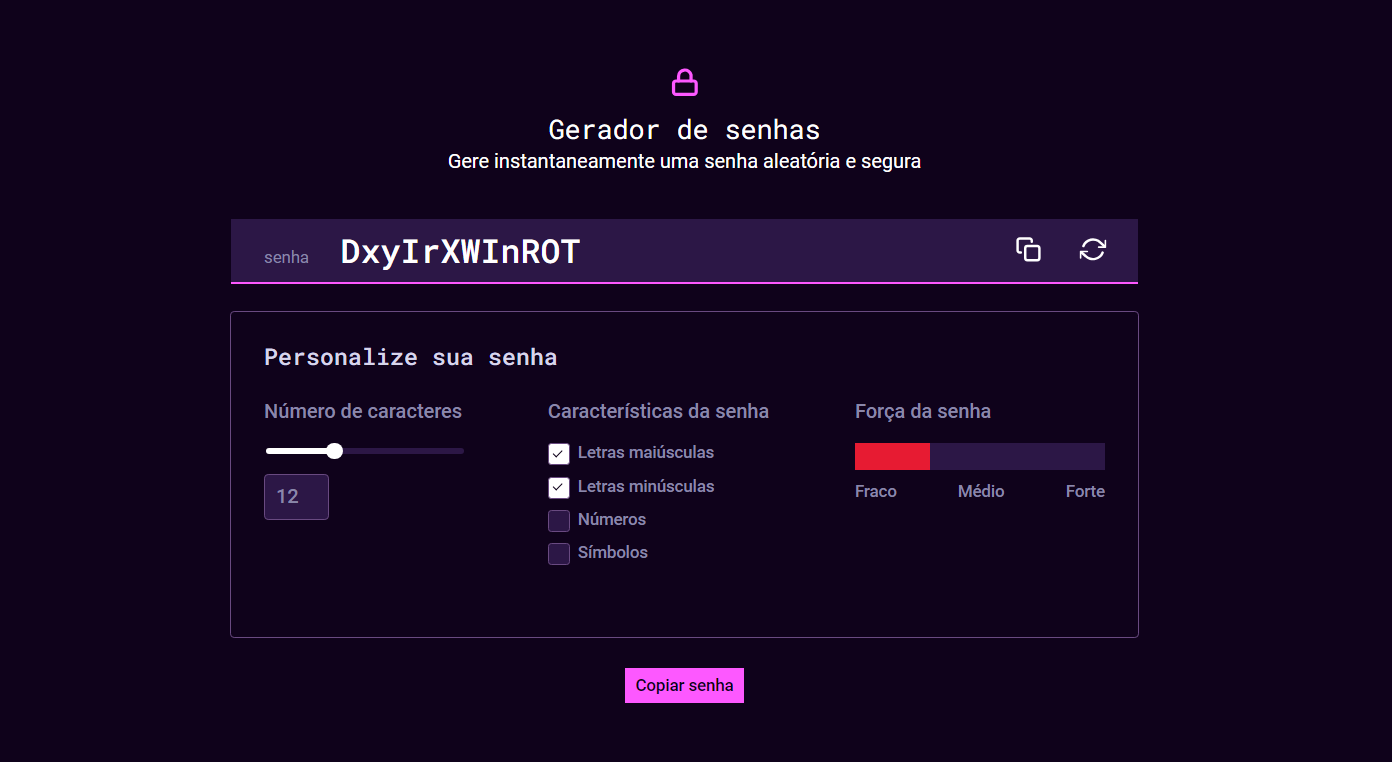 Gerador de senhas
Gere instantaneamente uma senha aleatória e segura
senha DxyIrXWInROT
Personalize sua senha
Número de caracteres
12
Características da senha
Letras maiúsculas
Letras minúsculas
Números
Símbolos
Força da senha
Fraco Médio Forte
Copiar senha